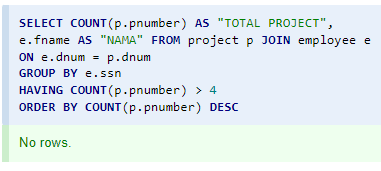 SELECT COUNT(p.pnumber) AS "TOTAL PROJECT",
e.fname AS "NAMA" FROM project p JOIN employee e
ON e.dnum = p.dnum
GROUP BY e.ssn
HAVING COUNT(p.pnumber) > 4
ORDER BY COUNT(p.pnumber) DESC
No rows.